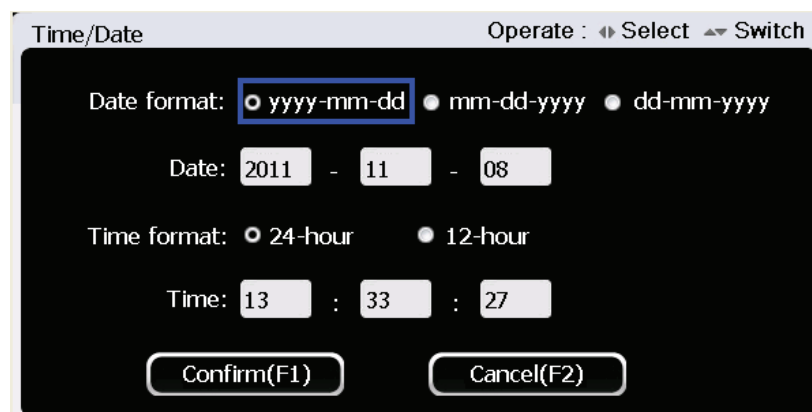 Time/Date Operate : Select Switch
Date format: yyyy-mm-dd mm-dd-yyyy dd-mm-yyyy
Date: 2011 - 11 - 08
Time format: 24-hour 12-hour
Time: 13 : 33 : 27
Confirm(F1) Cancel(F2)